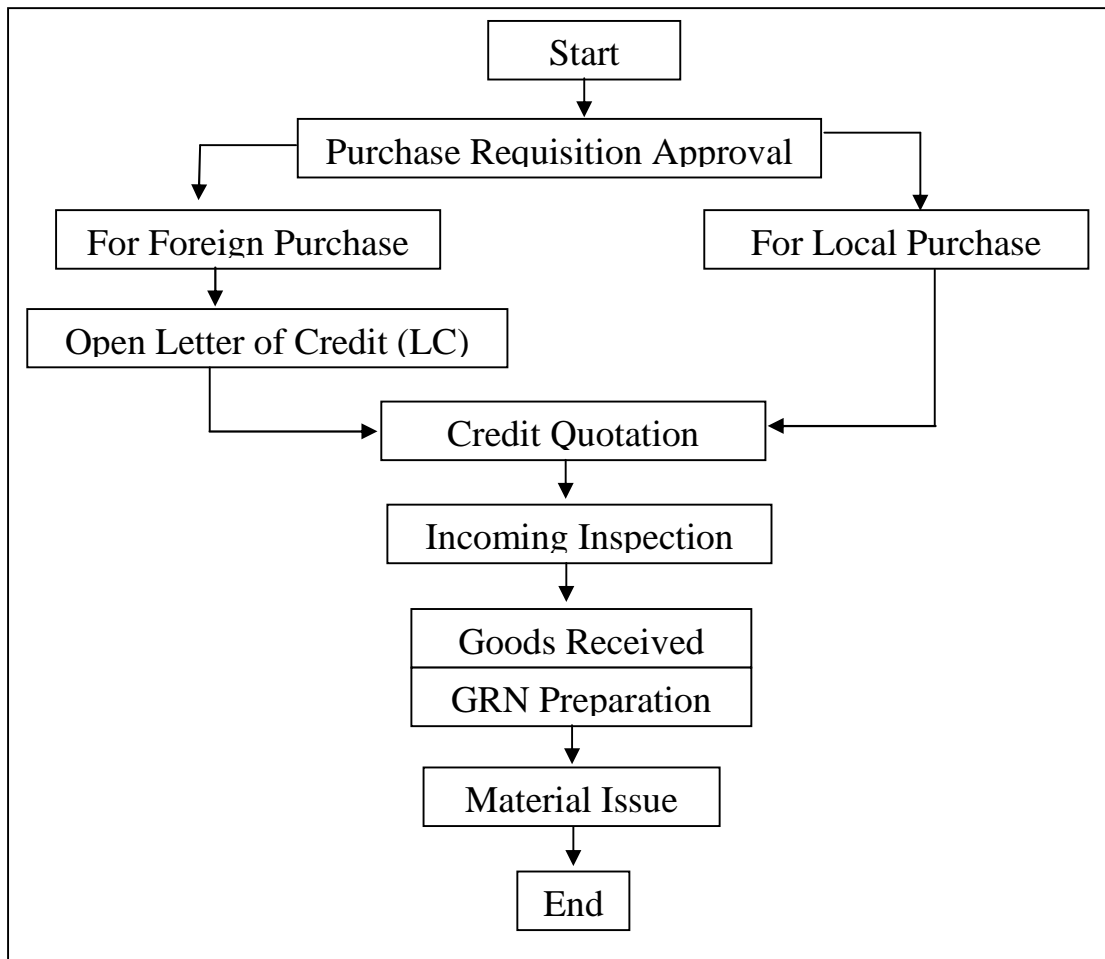 Start
Purchase Requisition Approval
For Foreign Purchase
For Local Purchase
Open Letter of Credit (LC)
Credit Quotation
Incoming Inspection
Goods Received
GRN Preparation
Material Issue
End